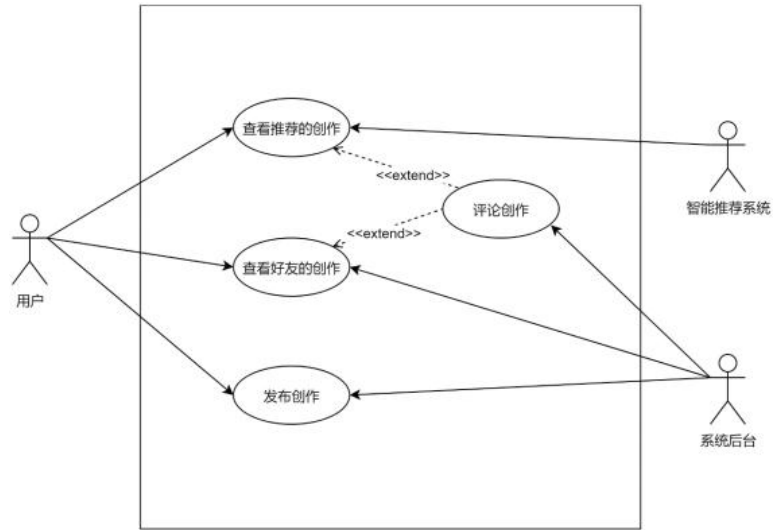 查看推荐的创作
<<extend>>
智能推荐系统
评论创作
<<extend>>
查看好友的创作
用户
发布创作
系统后台